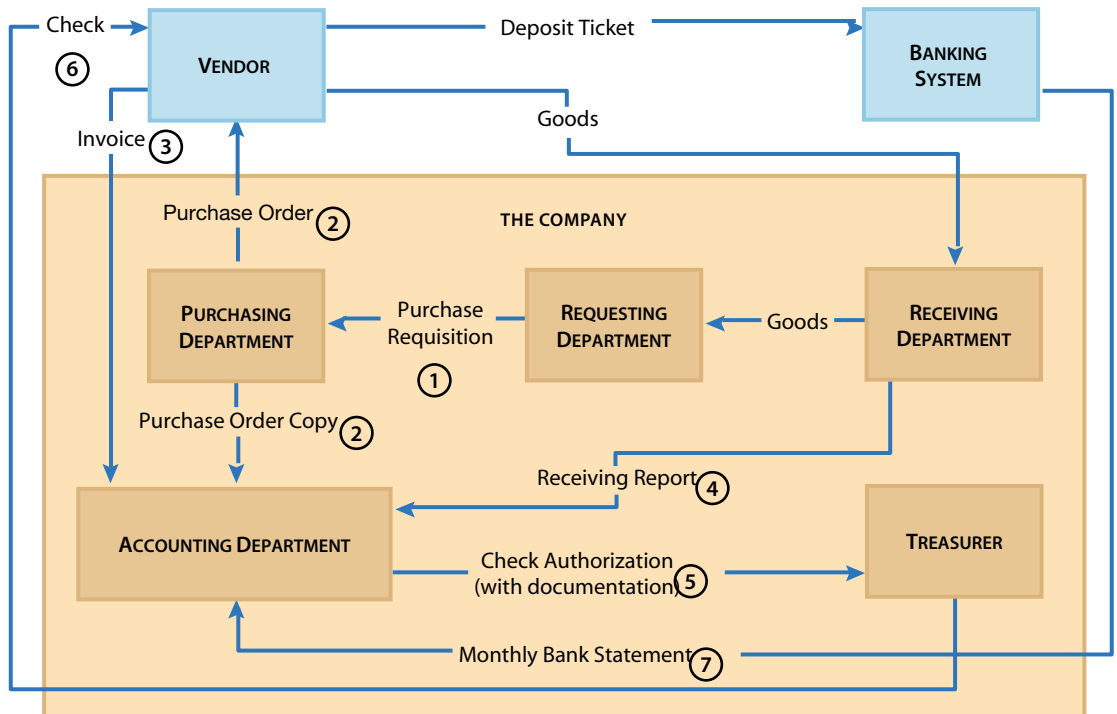 Check
6
VENDOR
Deposit Ticket
BANKING
SYSTEM
Invoice 3
Goods
Purchase Order 2
THE COMPANY
PURCHASING
DEPARTMENT
Purchase
Requisition
1
REQUESTING
DEPARTMENT
Goods
RECEIVING
DEPARTMENT
Purchase Order Copy 2
Receiving Report 4
ACCOUNTING DEPARTMENT
Check Authorization
(with documentation) 5
TREASURER
Monthly Bank Statement 7